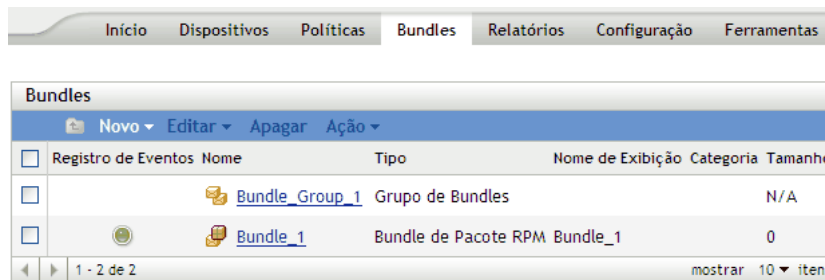 Início Dispositivos Políticas Bundles Relatórios Configuração Ferramentas
Bundles
Novo Editar Apagar Ação
Registro de Eventos Nome Tipo Nome de Exibição Categoria Tamanho
Bundle_Group_1 Grupo de Bundles N/A
Bundle_1 Bundle de Pacote RPM Bundle_1 0
1 - 2 de 2 mostrar 10 iten